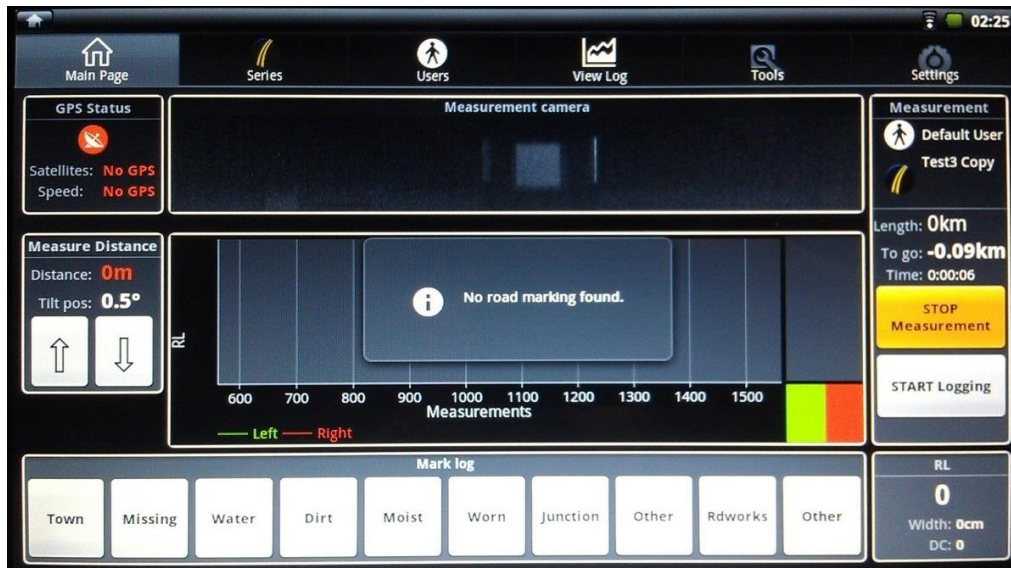 02:25
Main Page
Series
Users
View Log
Tools
Settings
GPS Status
Satellites: No GPS
Speed: No GPS
Measurement camera
Measurement
Default User
Test3 Copy
Length: 0km
To go: -0.09km
Time: 0:00:06
STOP
Measurement
START Logging
Measure Distance
Distance: 0m
Tilt pos: 0.5°
No road marking found.
RL
600 700 800 900 1000 1100 1200 1300 1400 1500
Measurements
Left Right
Mark log
Town Missing Water Dirt Moist Worn Junction Other Rdworks Other
RL
0
Width: 0cm
DC: 0